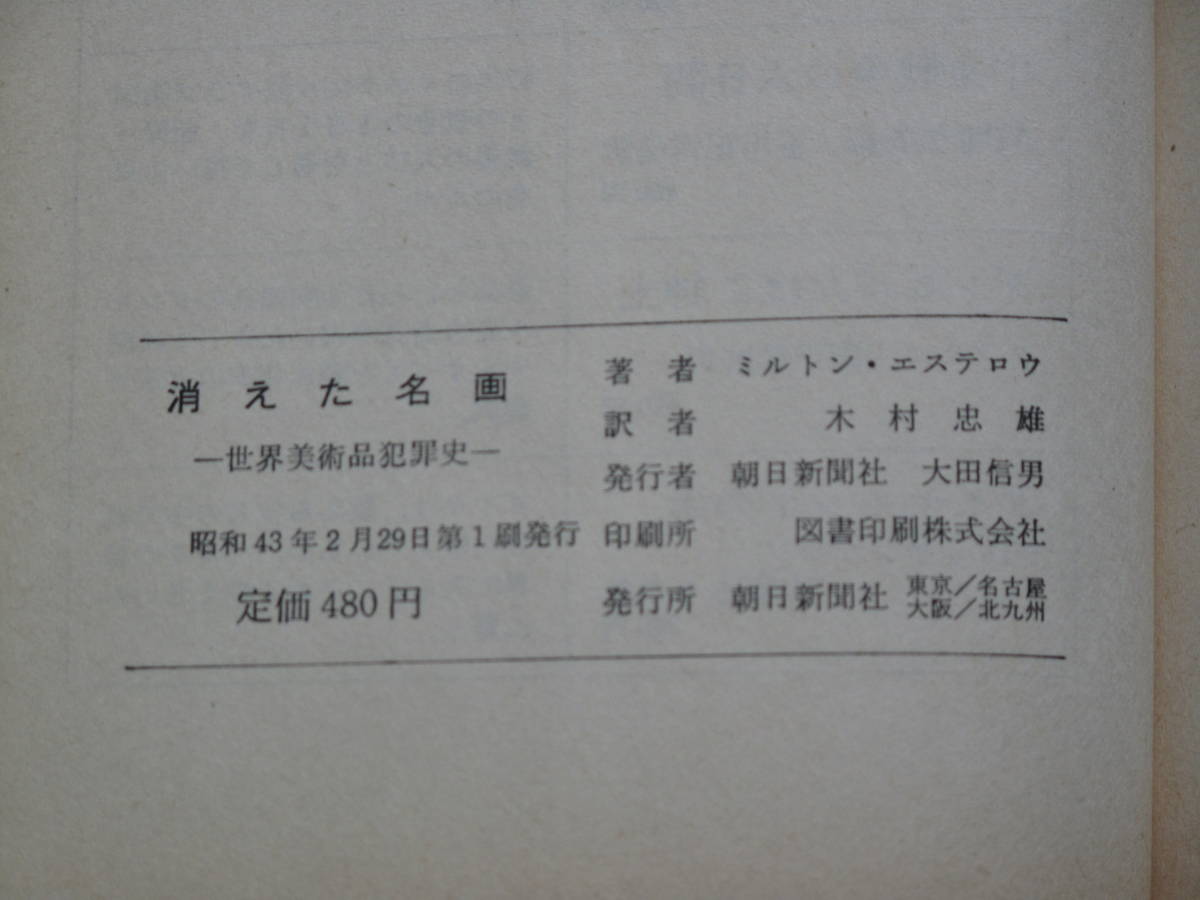 消えた名画
―世界美術品犯罪史―
昭和43年2月29日第1刷発行
定価480円
著者 ミルトン・エステロウ
訳者 木村忠雄
発行者 朝日新聞社 大田信男
印刷所 図書印刷株式会社
発行所 朝日新聞社 東京／名古屋
大阪／北九州